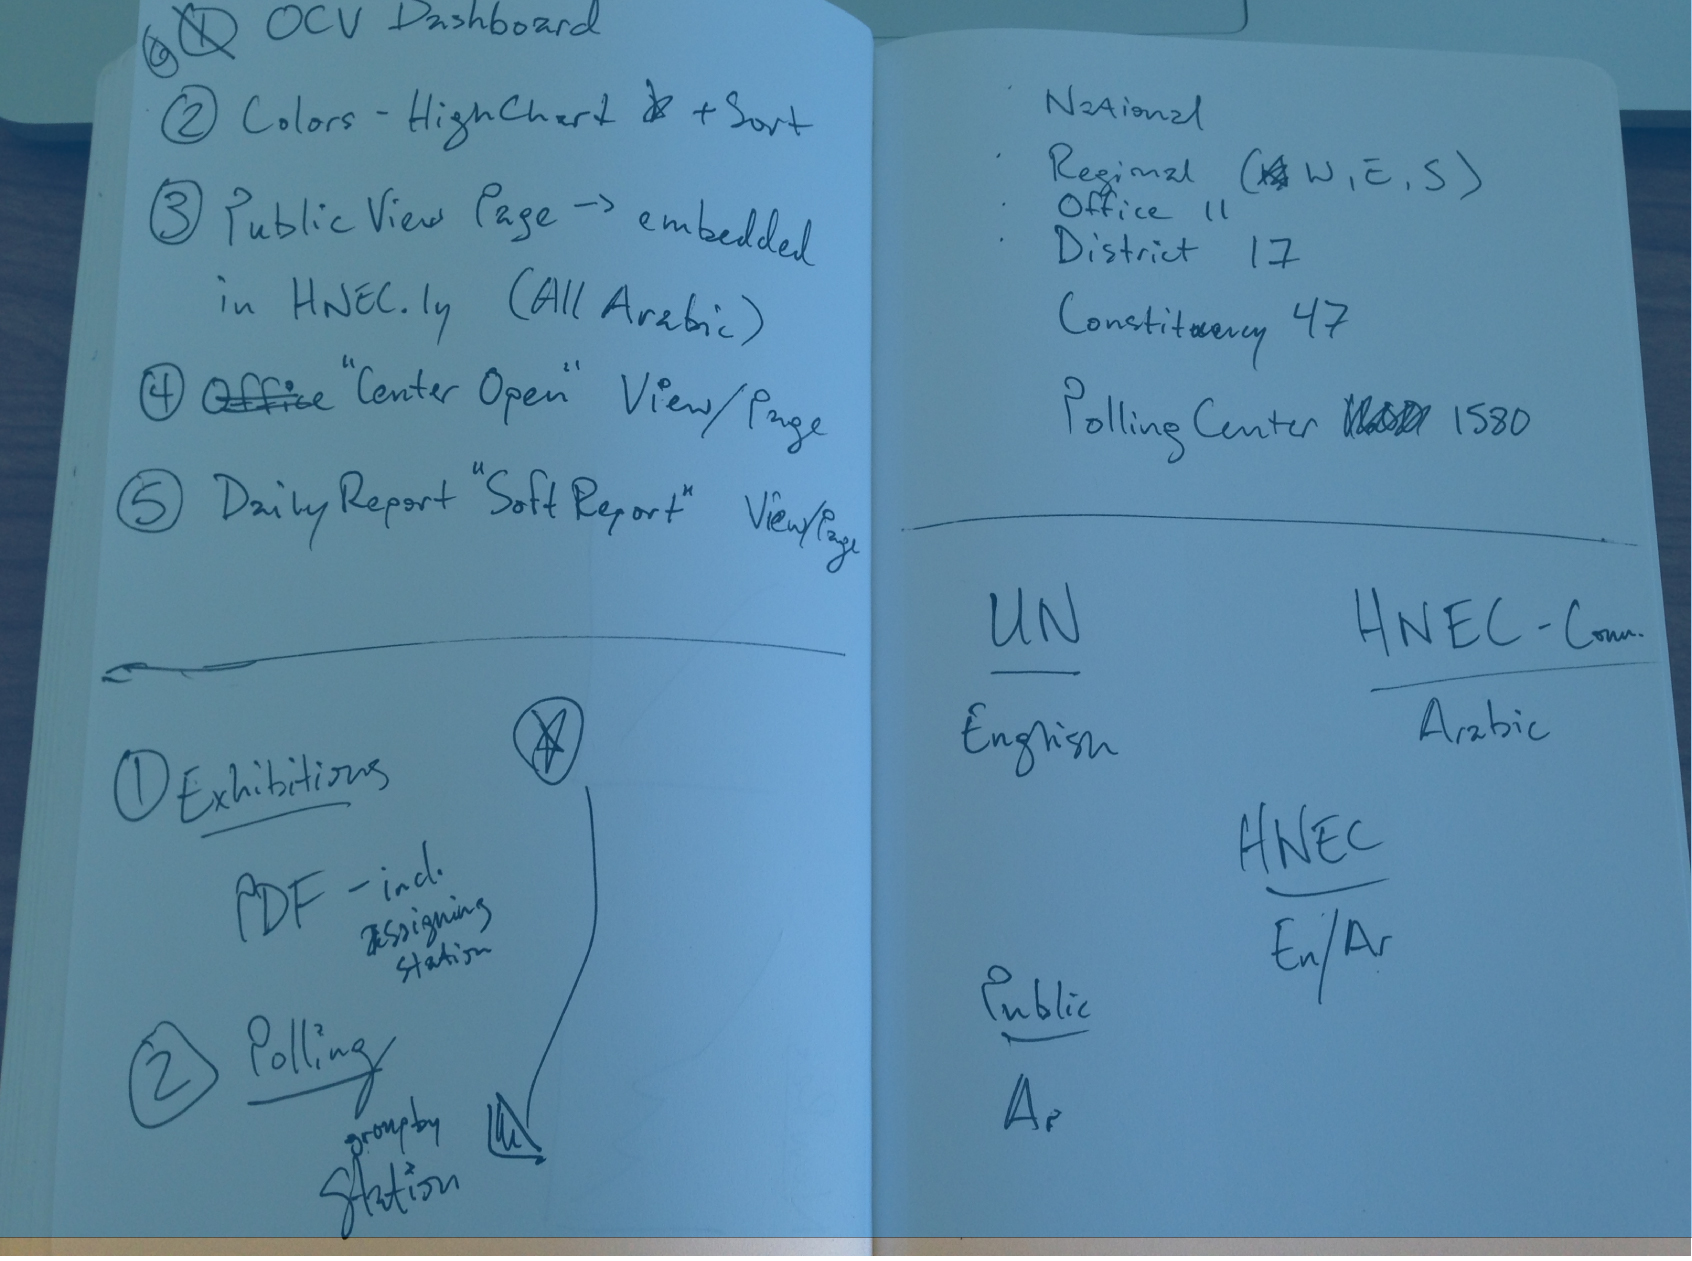 6 1 OCV Dashboard
2 Colors - HighChart + Sort
3 Public View Page -> embedded
in HNEC.ly (All Arabic)
4 Office "Center Open" View/Page
5 Daily Report "Soft Report" View/Page
1 Exhibitions
PDF - incl.
assigning
station
2 Polling
group by
Station
National
Regional (W, E, S)
Office 11
District 17
Constituency 47
Polling Center 1580
UN
English
HNEC - Comm.
Arabic
HNEC
En/Ar
Public
Ar